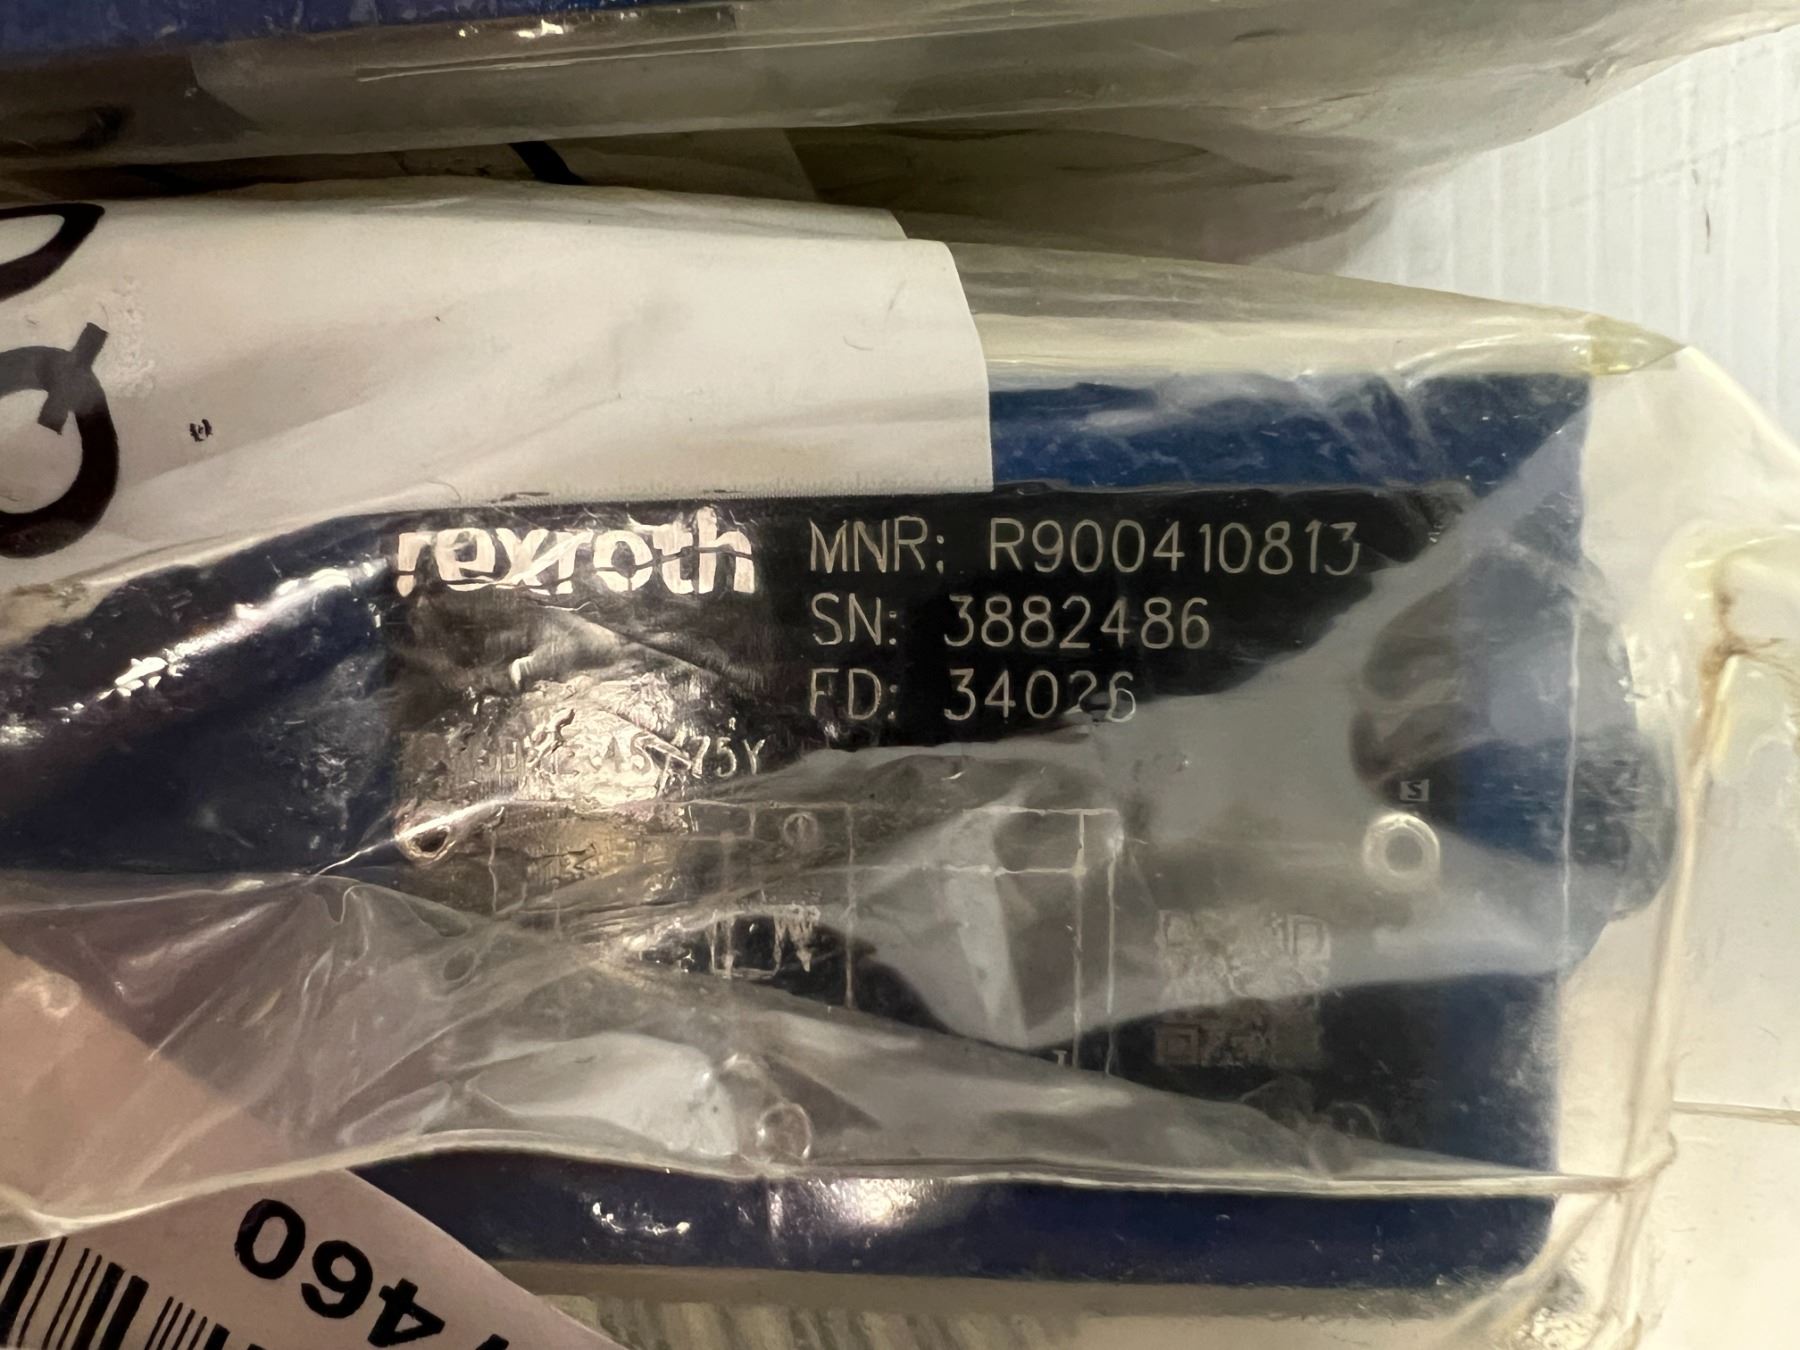 rexroth
MNR: R900410813
SN: 3882486
FD: 34026
S
460